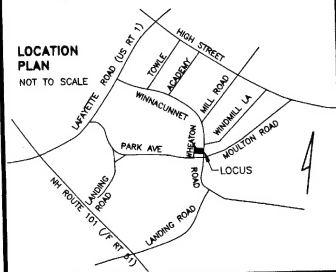 LOCATION
PLAN
NOT TO SCALE
LAFAYETTE ROAD (US RT 1)
HIGH STREET
TOWLE
ACADEMY
MILL ROAD
WINNACUNNET
WINDMILL LA
MOULTON ROAD
WHEATON
ROAD
LOCUS
PARK AVE
LANDING
ROAD
LANDING ROAD
NH ROUTE 101 (/F RT 51)